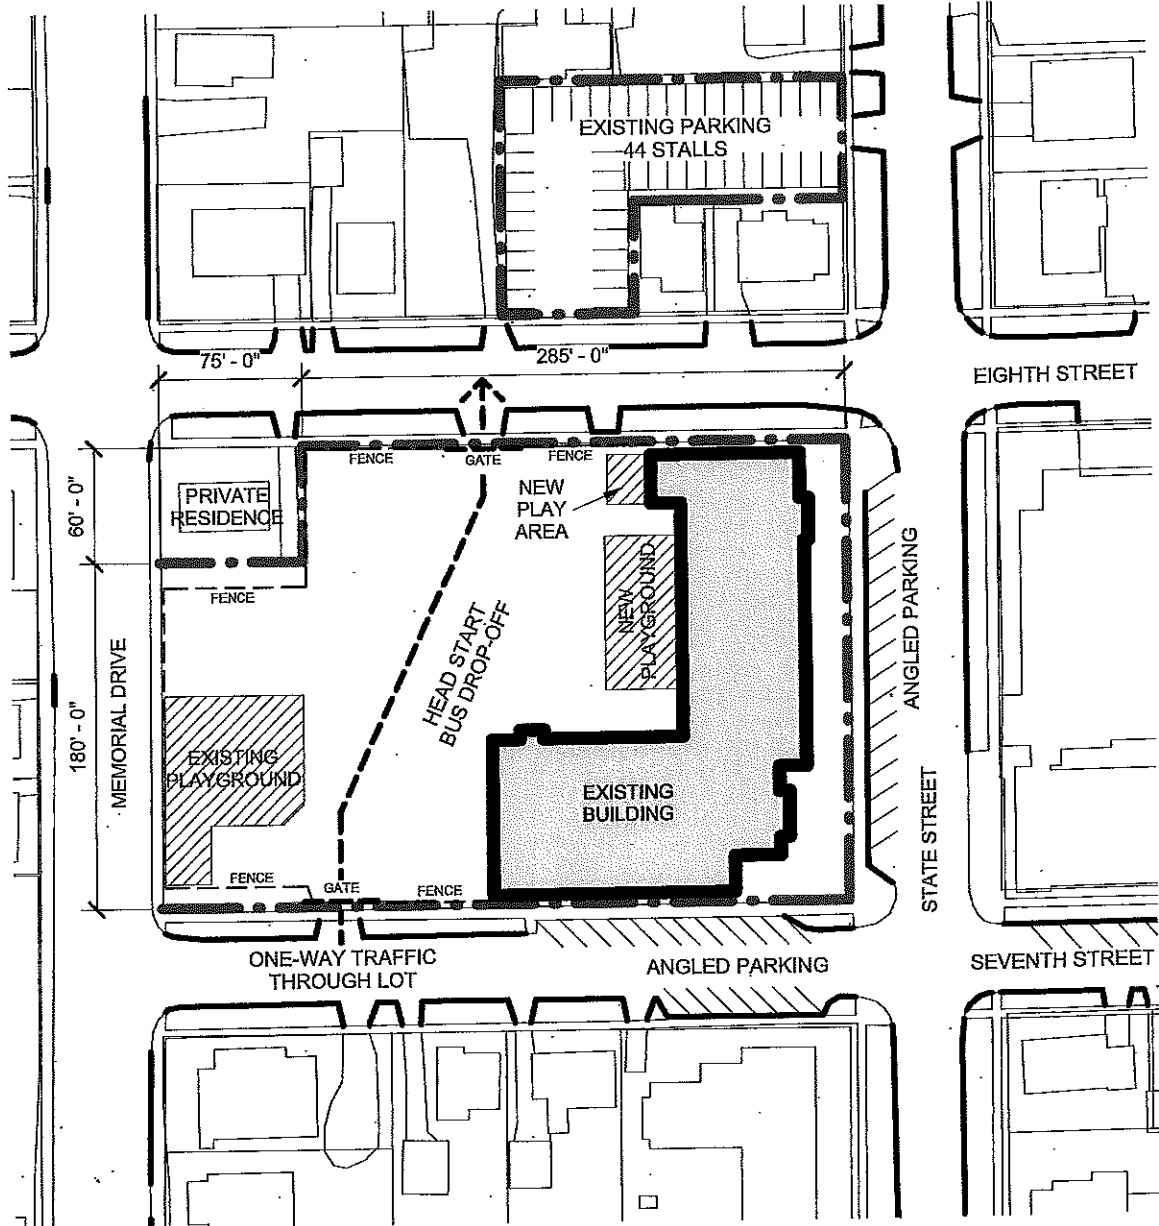 EXISTING PARKING
44 STALLS
75' - 0"
285' - 0"
EIGHTH STREET
FENCE
GATE
FENCE
60' - 0"
PRIVATE
RESIDENCE
NEW
PLAY
AREA
NEW
PLAYGROUND
ANGLED PARKING
FENCE
HEAD START
BUS DROP-OFF
MEMORIAL DRIVE
180' - 0"
EXISTING
PLAYGROUND
EXISTING
BUILDING
STATE STREET
FENCE
GATE
FENCE
ONE-WAY TRAFFIC
THROUGH LOT
ANGLED PARKING
SEVENTH STREET